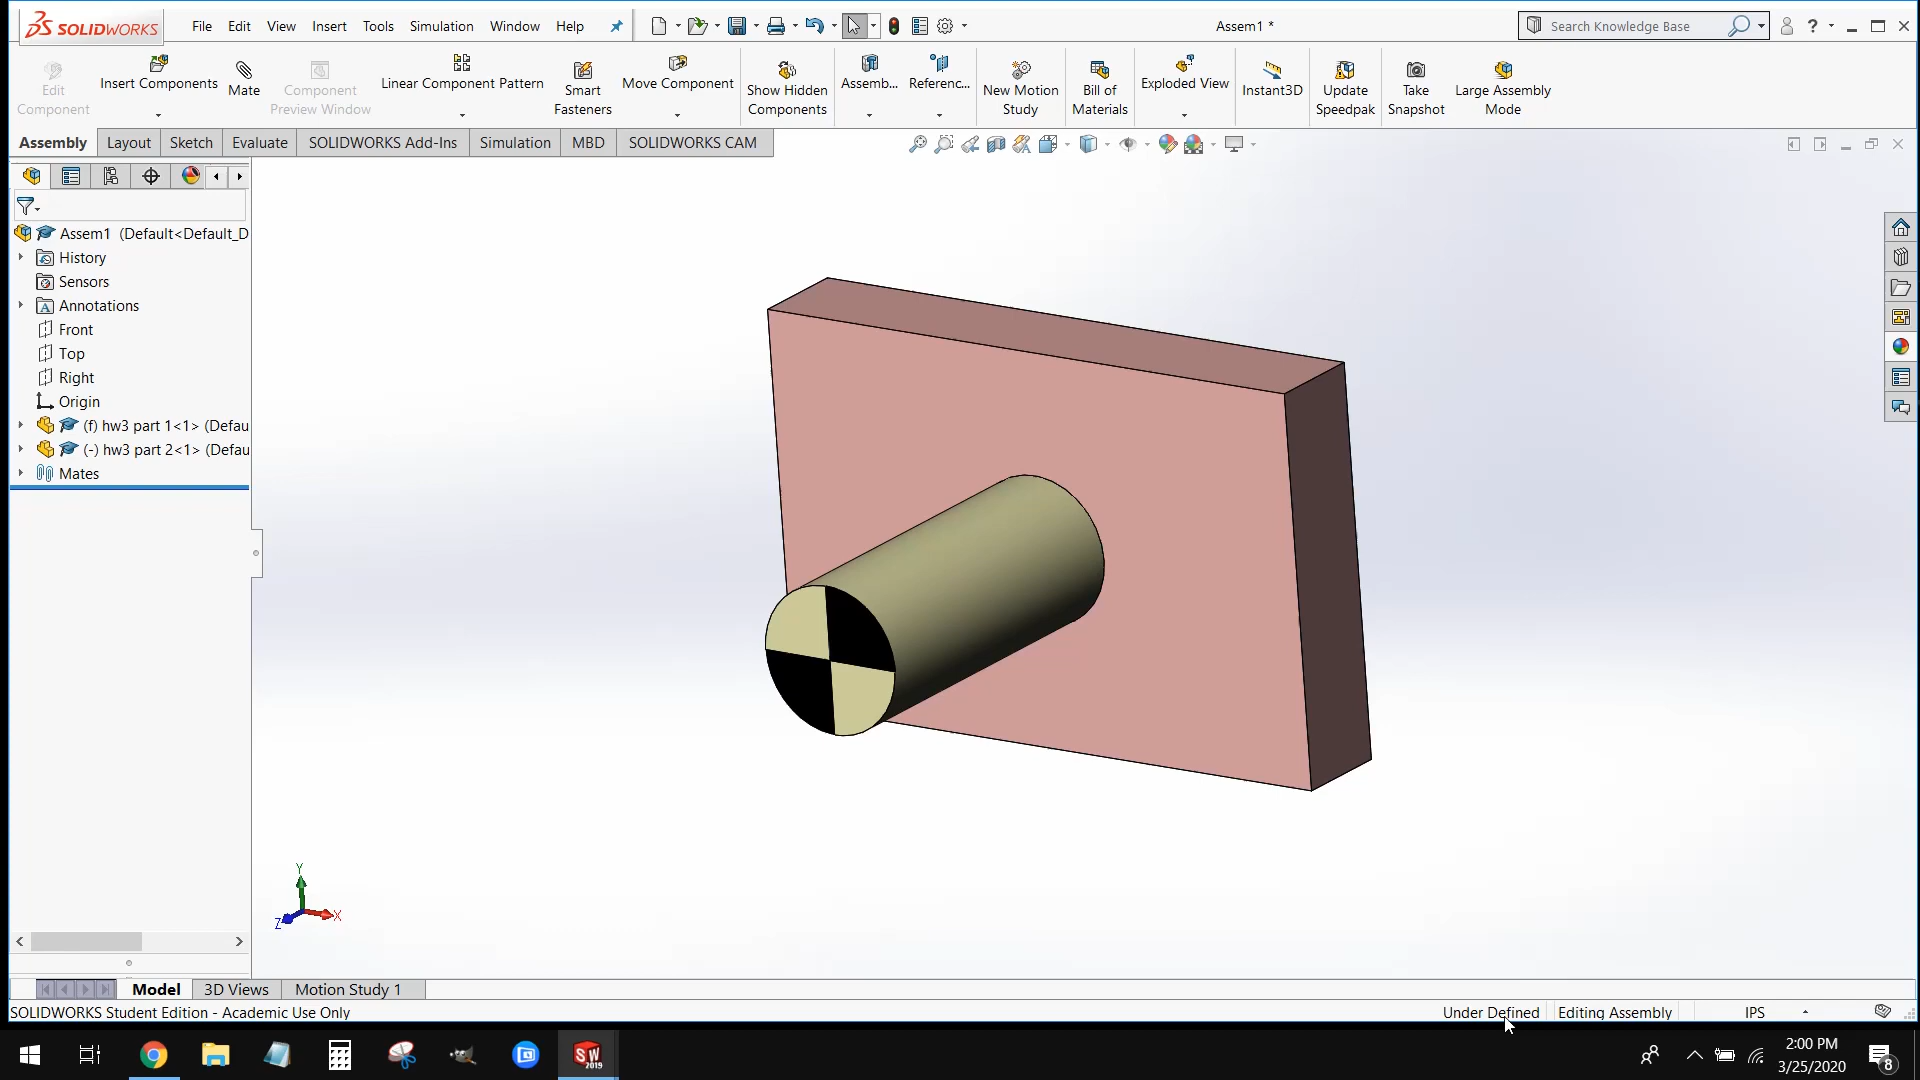 SOLIDWORKS File Edit View Insert Tools Simulation Window Help Assem1 * Search Knowledge Base ?
Edit Component
Insert Components
Mate
Component Preview Window
Linear Component Pattern
Smart Fasteners
Move Component
Show Hidden Components
Assemb...
Referenc...
New Motion Study
Bill of Materials
Exploded View
Instant3D
Update Speedpak
Take Snapshot
Large Assembly Mode
Assembly Layout Sketch Evaluate SOLIDWORKS Add-Ins Simulation MBD SOLIDWORKS CAM
Assem1 (Default<Default_D
History
Sensors
A Annotations
Front
Top
Right
Origin
(f) hw3 part 1<1> (Defau
(-) hw3 part 2<1> (Defau
Mates
Y
Z X
Model 3D Views Motion Study 1
SOLIDWORKS Student Edition - Academic Use Only Under Defined Editing Assembly IPS
SW 2019
2:00 PM
3/25/2020
8